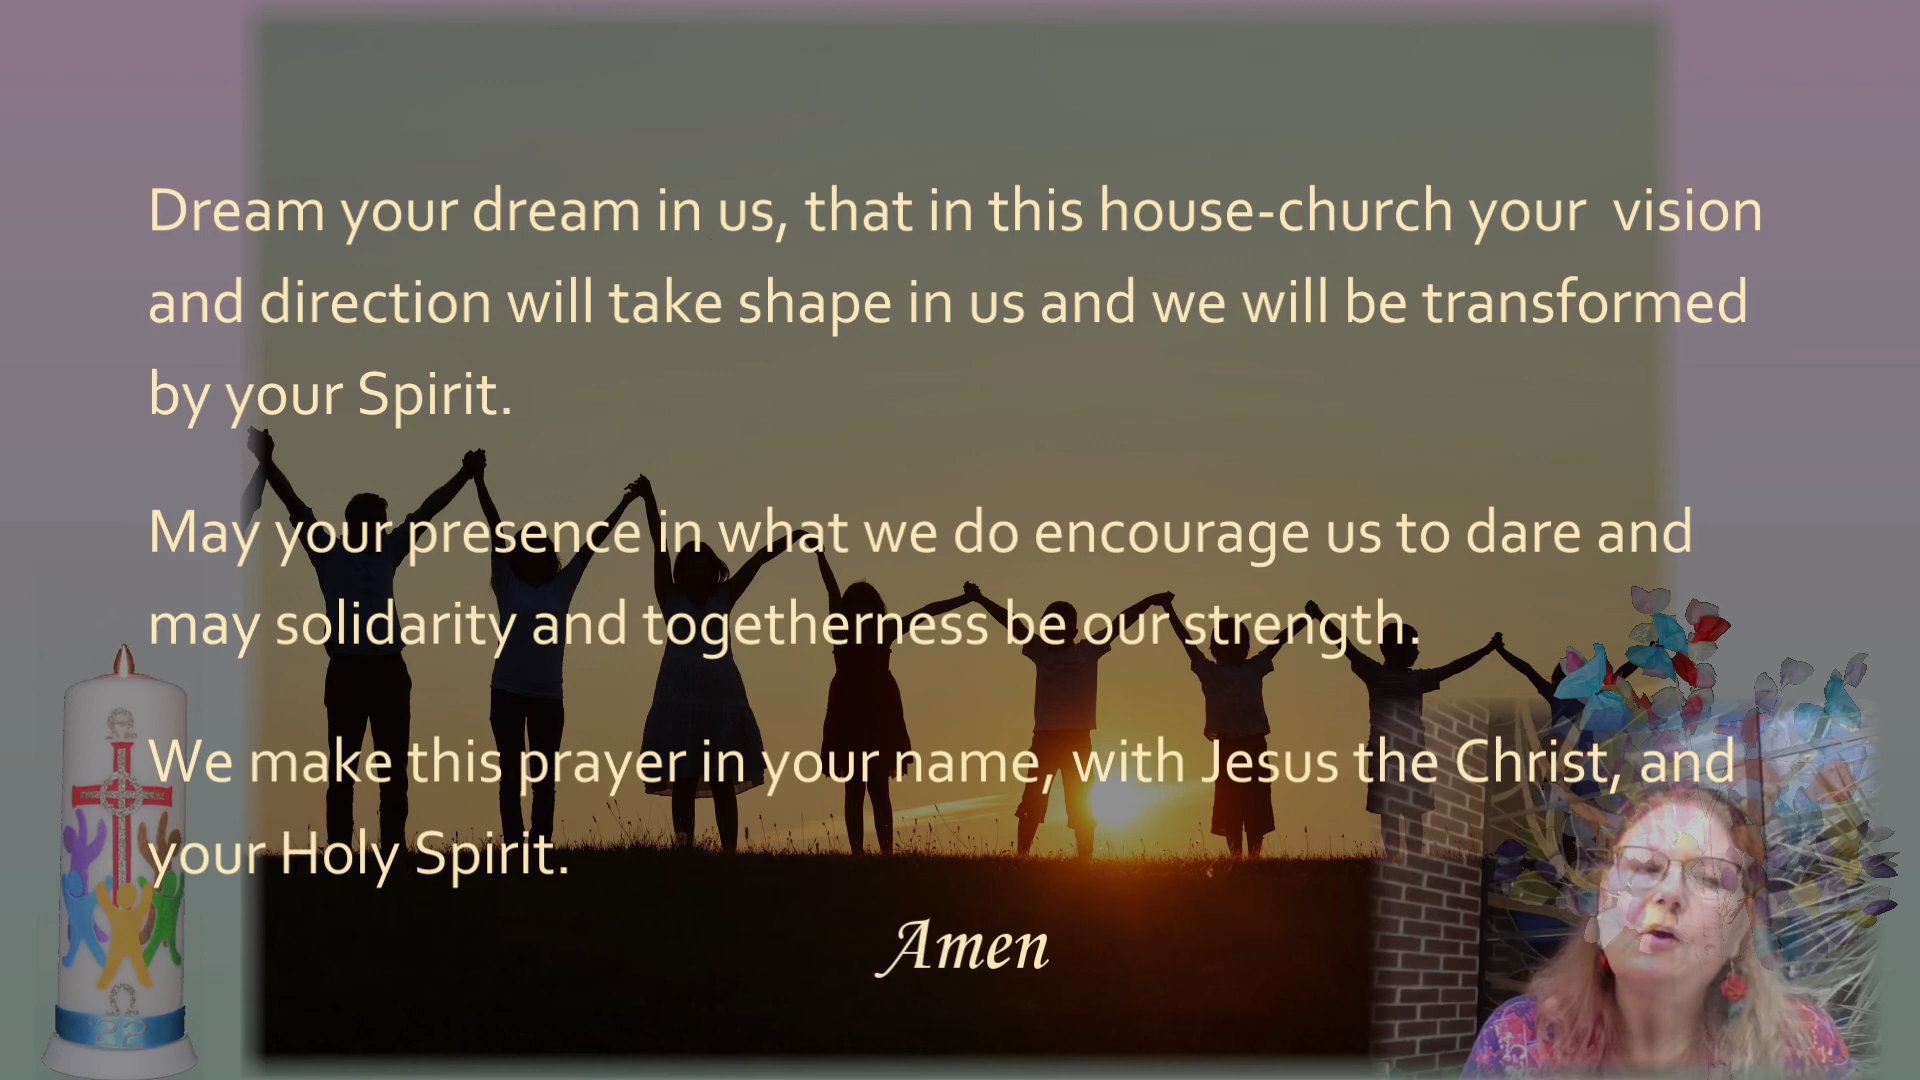 Dream your dream in us, that in this house-church your  vision
and direction will take shape in us and we will be transformed
by your Spirit.
May your presence in what we do encourage us to dare and
may solidarity and togetherness be our strength.
We make this prayer in your name, with Jesus the Christ, and
your Holy Spirit.
Amen
'22